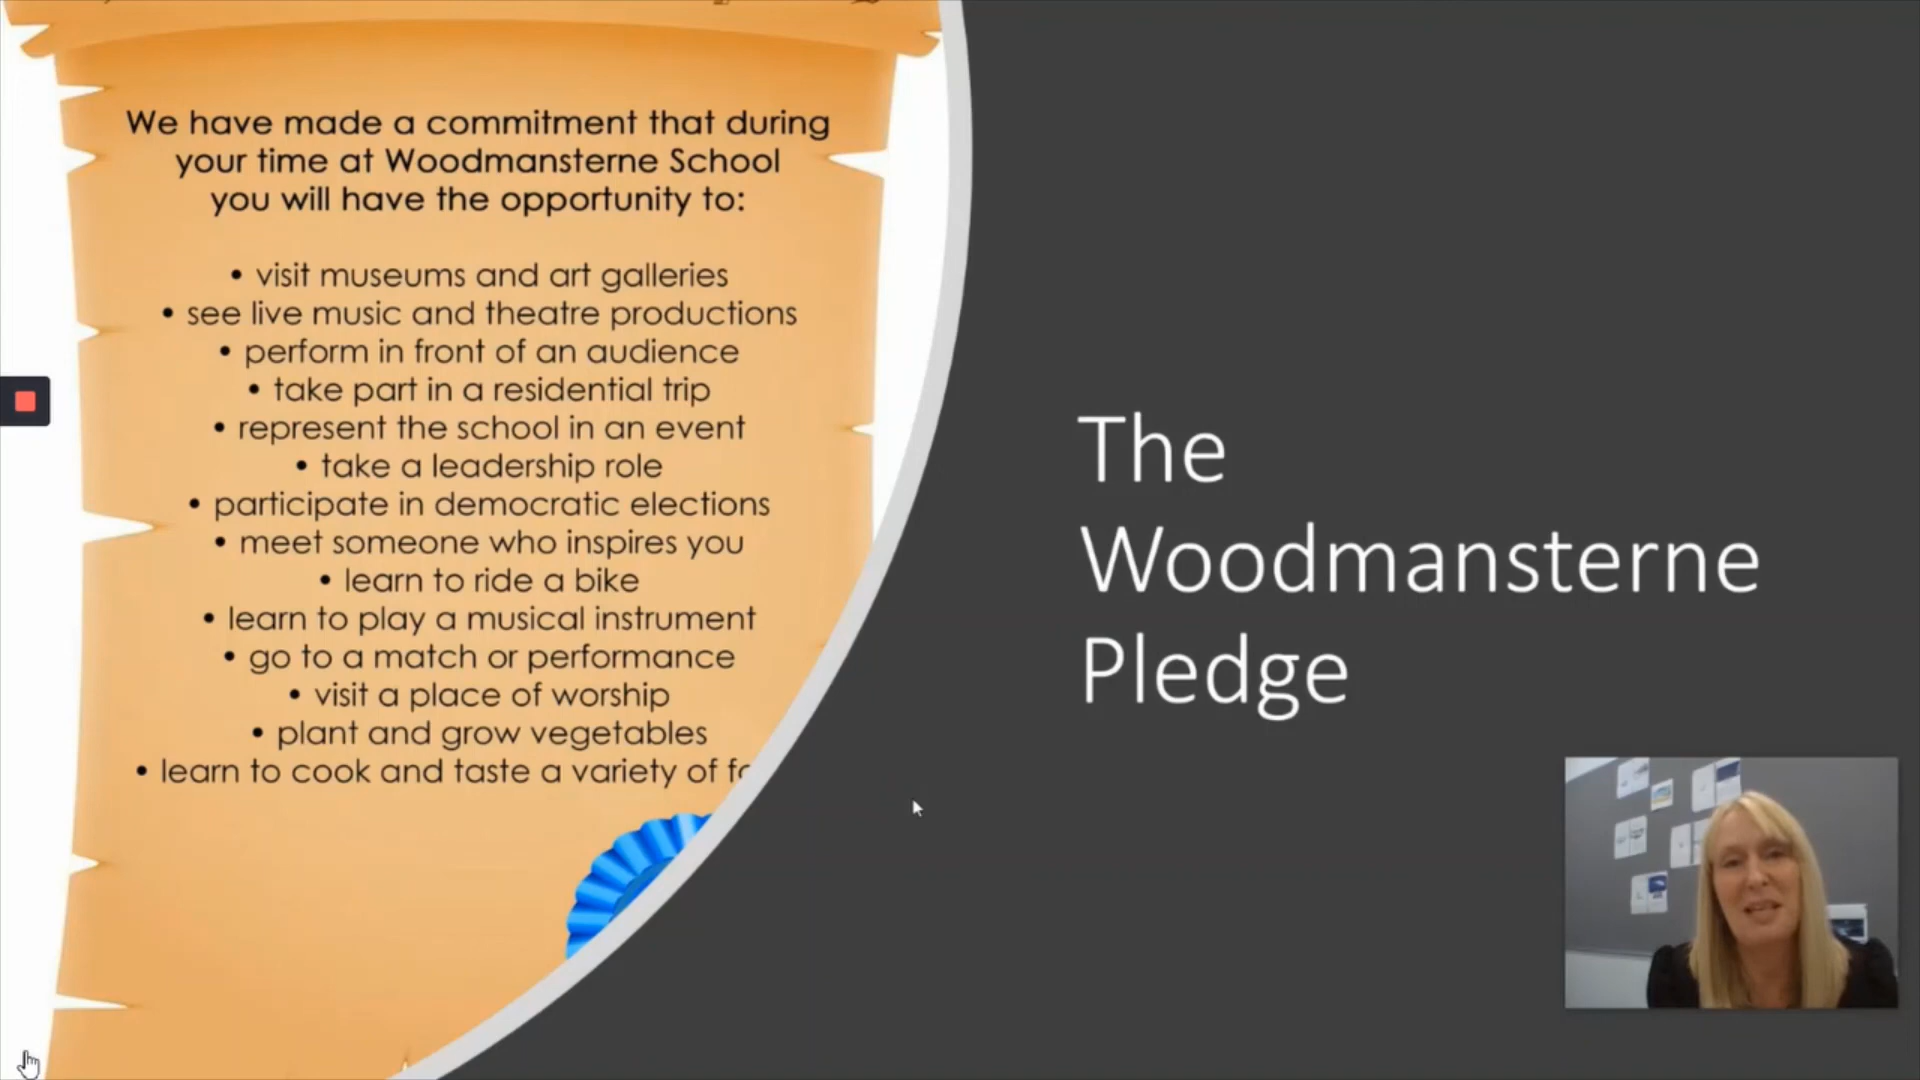 We have made a commitment that during
your time at Woodmansterne School
you will have the opportunity to:
• visit museums and art galleries
• see live music and theatre productions
• perform in front of an audience
• take part in a residential trip
• represent the school in an event
• take a leadership role
• participate in democratic elections
• meet someone who inspires you
• learn to ride a bike
• learn to play a musical instrument
• go to a match or performance
• visit a place of worship
• plant and grow vegetables
• learn to cook and taste a variety of
The
Woodmansterne
Pledge